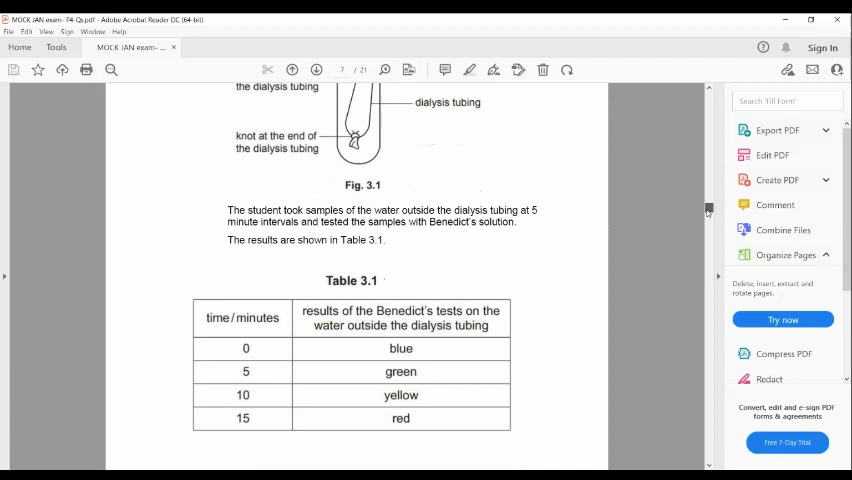 MOCK JAN exam- P4-Qs.pdf - Adobe Acrobat Reader DC (64-bit)
File Edit View Sign Window Help
Home Tools MOCK JAN exam- ... × Sign In
7 / 21
the dialysis tubing
dialysis tubing
knot at the end of
the dialysis tubing
Fig. 3.1
The student took samples of the water outside the dialysis tubing at 5
minute intervals and tested the samples with Benedict's solution.
The results are shown in Table 3.1.
Table 3.1
time/minutes
results of the Benedict's tests on the
water outside the dialysis tubing
0 blue
5 green
10 yellow
15 red
Search 'Fill Form'
Export PDF
Edit PDF
Create PDF
Comment
Combine Files
Organize Pages
Delete, insert, extract and
rotate pages.
Try now
Compress PDF
Redact
Convert, edit and e-sign PDF
forms & agreements
Free 7-Day Trial